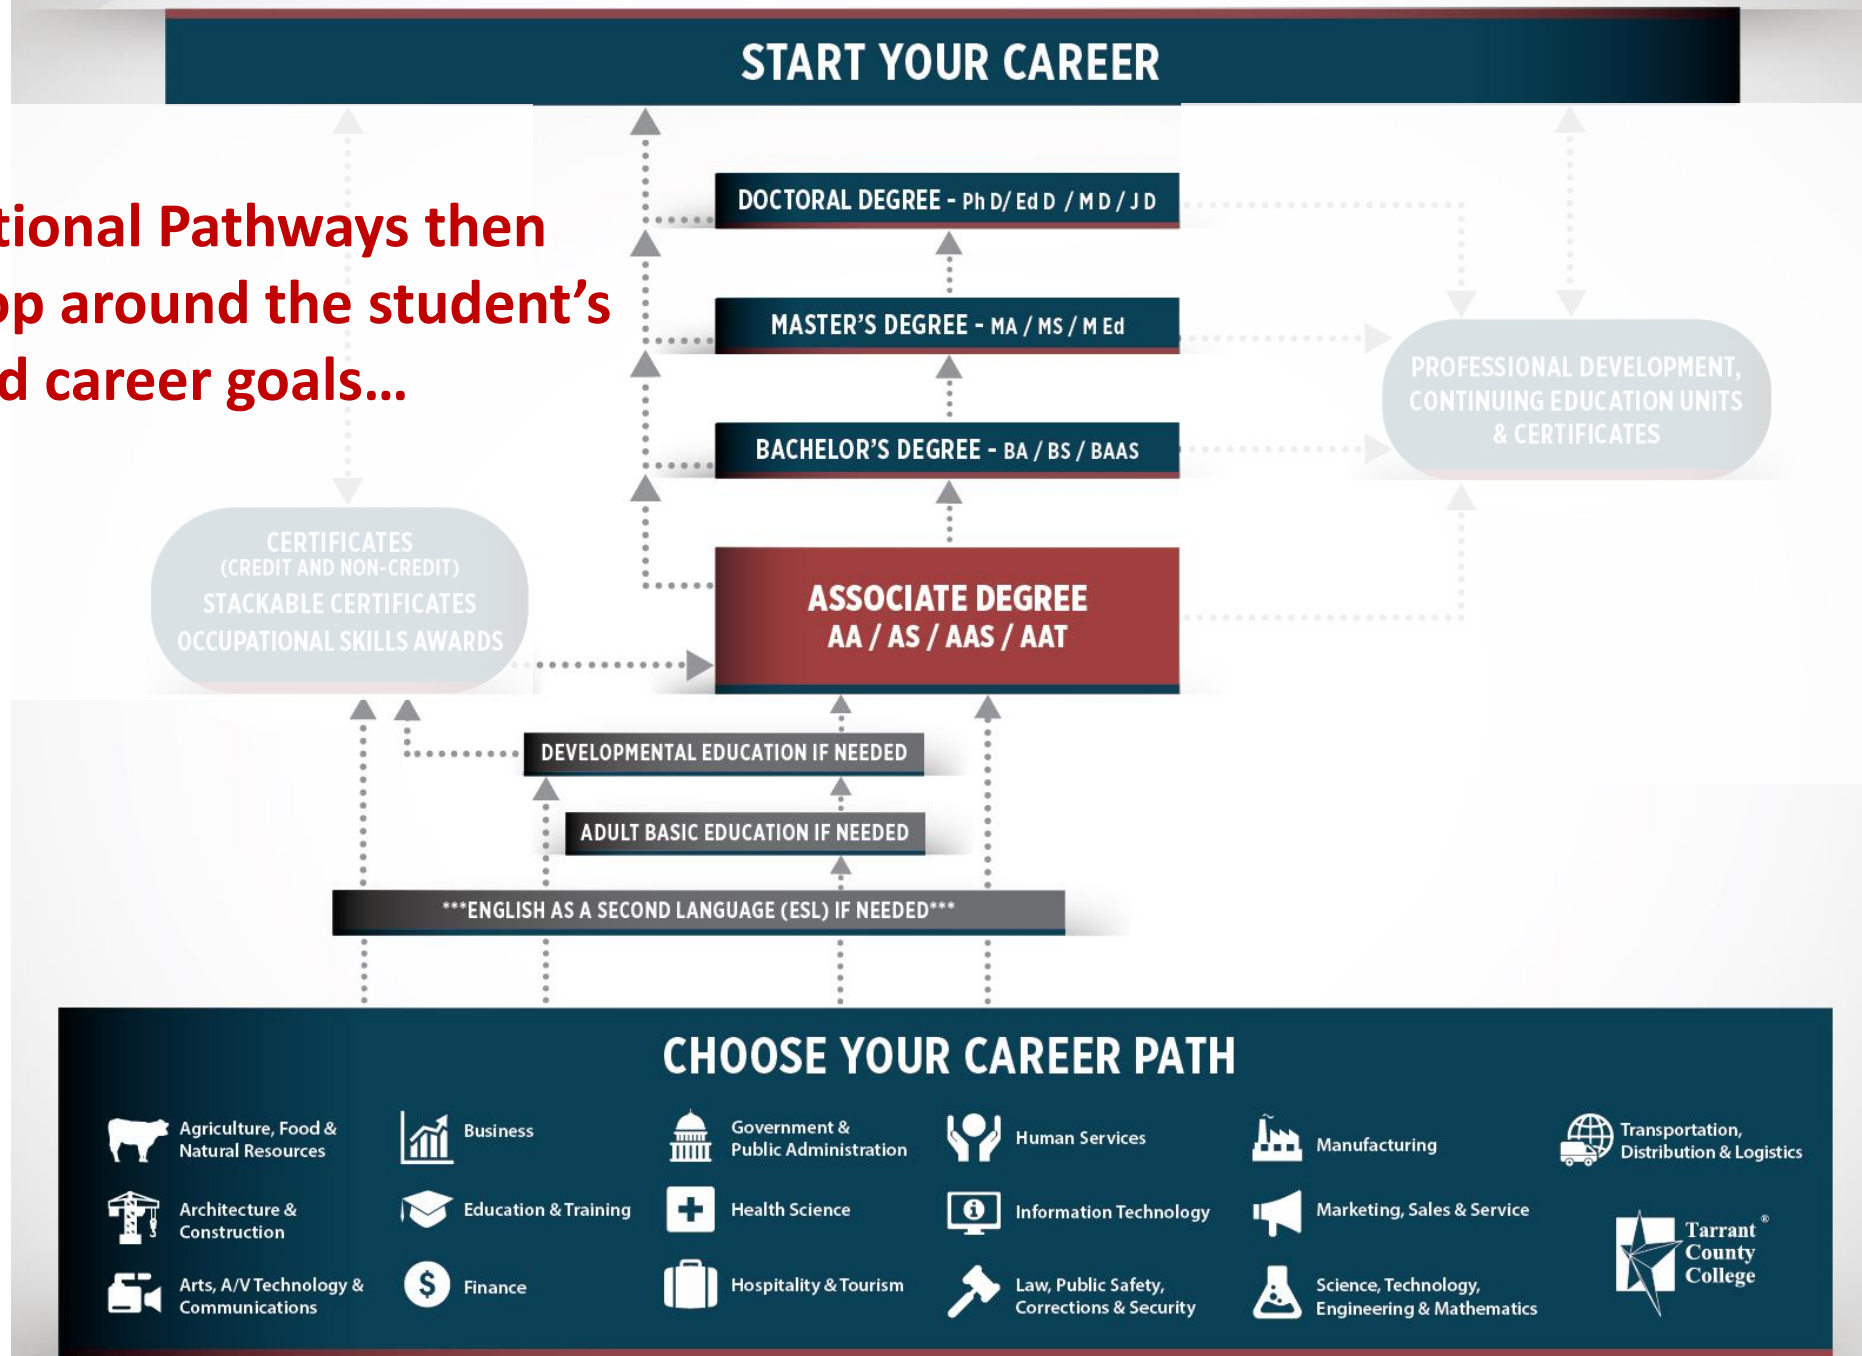 START YOUR CAREER
tional Pathways then
op around the student's
d career goals...
DOCTORAL DEGREE - Ph D/ Ed D / M D / J D
MASTER'S DEGREE - MA / MS / M Ed
BACHELOR'S DEGREE - BA / BS / BAAS
PROFESSIONAL DEVELOPMENT,
CONTINUING EDUCATION UNITS
& CERTIFICATES
CERTIFICATES
(CREDIT AND NON-CREDIT)
STACKABLE CERTIFICATES
OCCUPATIONAL SKILLS AWARDS
ASSOCIATE DEGREE
AA / AS / AAS / AAT
DEVELOPMENTAL EDUCATION IF NEEDED
ADULT BASIC EDUCATION IF NEEDED
***ENGLISH AS A SECOND LANGUAGE (ESL) IF NEEDED***
CHOOSE YOUR CAREER PATH
Agriculture, Food &
Natural Resources
Architecture &
Construction
Arts, A/V Technology &
Communications
Business
Education & Training
Finance
Government &
Public Administration
Health Science
Hospitality & Tourism
Human Services
Information Technology
Law, Public Safety,
Corrections & Security
Manufacturing
Marketing, Sales & Service
Science, Technology,
Engineering & Mathematics
Transportation,
Distribution & Logistics
Tarrant ®
County
College